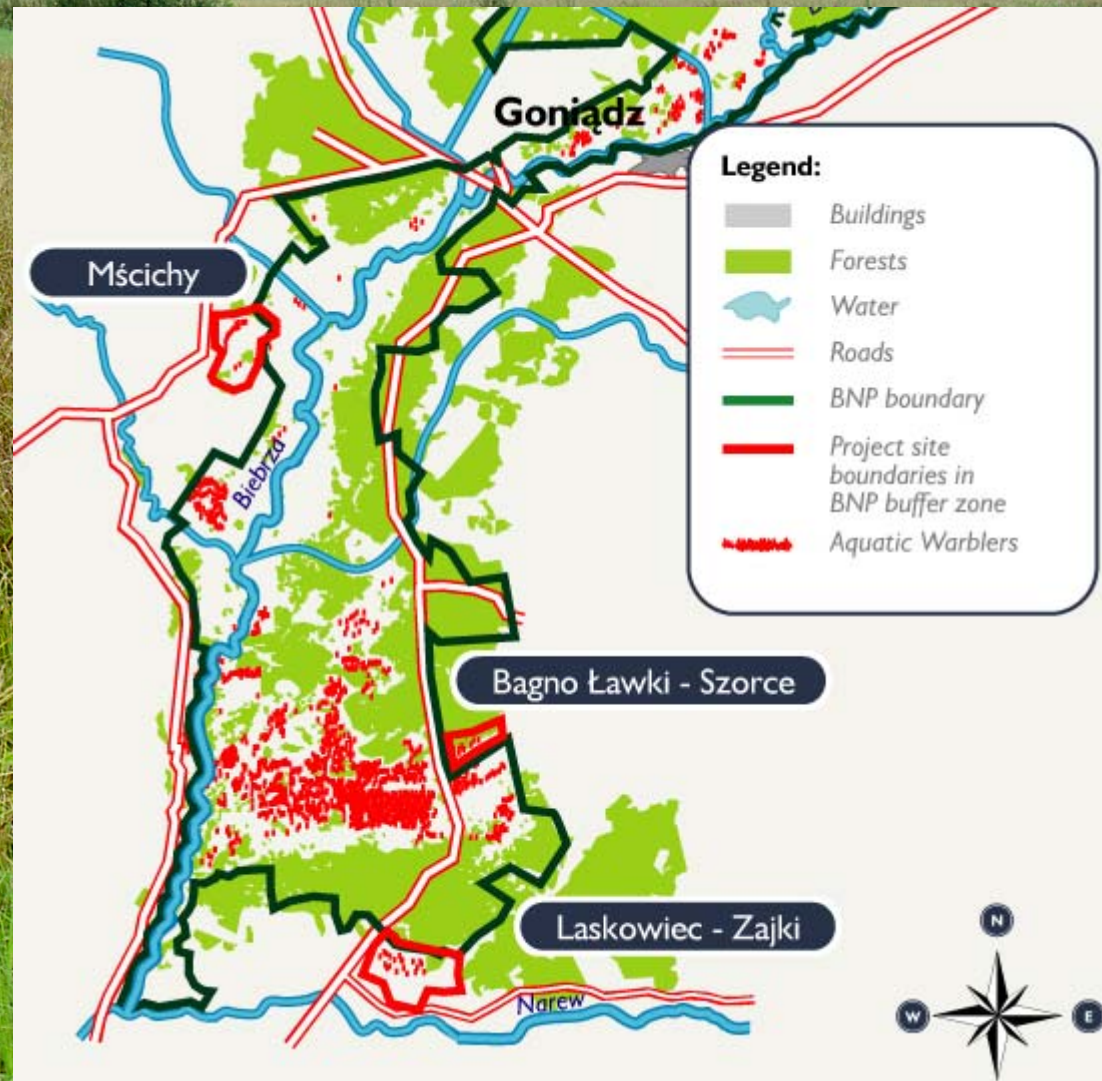 Goniądz
Legend:
Buildings
Forests
Water
Roads
BNP boundary
Project site
boundaries in
BNP buffer zone
Aquatic Warblers
Mścichy
Biebrza
Bagno Ławki - Szorce
Laskowiec - Zajki
Narew
N
W
E